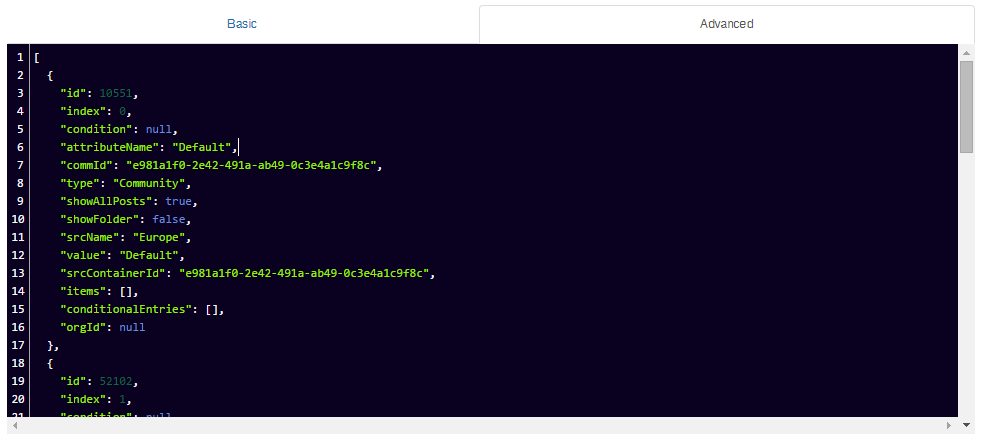 Basic Advanced
1 [
2 {
3 "id": 10551,
4 "index": 0,
5 "condition": null,
6 "attributeName": "Default",
7 "commId": "e981a1f0-2e42-491a-ab49-0c3e4a1c9f8c",
8 "type": "Community",
9 "showAllPosts": true,
10 "showFolder": false,
11 "srcName": "Europe",
12 "value": "Default",
13 "srcContainerId": "e981a1f0-2e42-491a-ab49-0c3e4a1c9f8c",
14 "items": [],
15 "conditionalEntries": [],
16 "orgId": null
17 },
18 {
19 "id": 52102,
20 "index": 1,
21 "condition": null